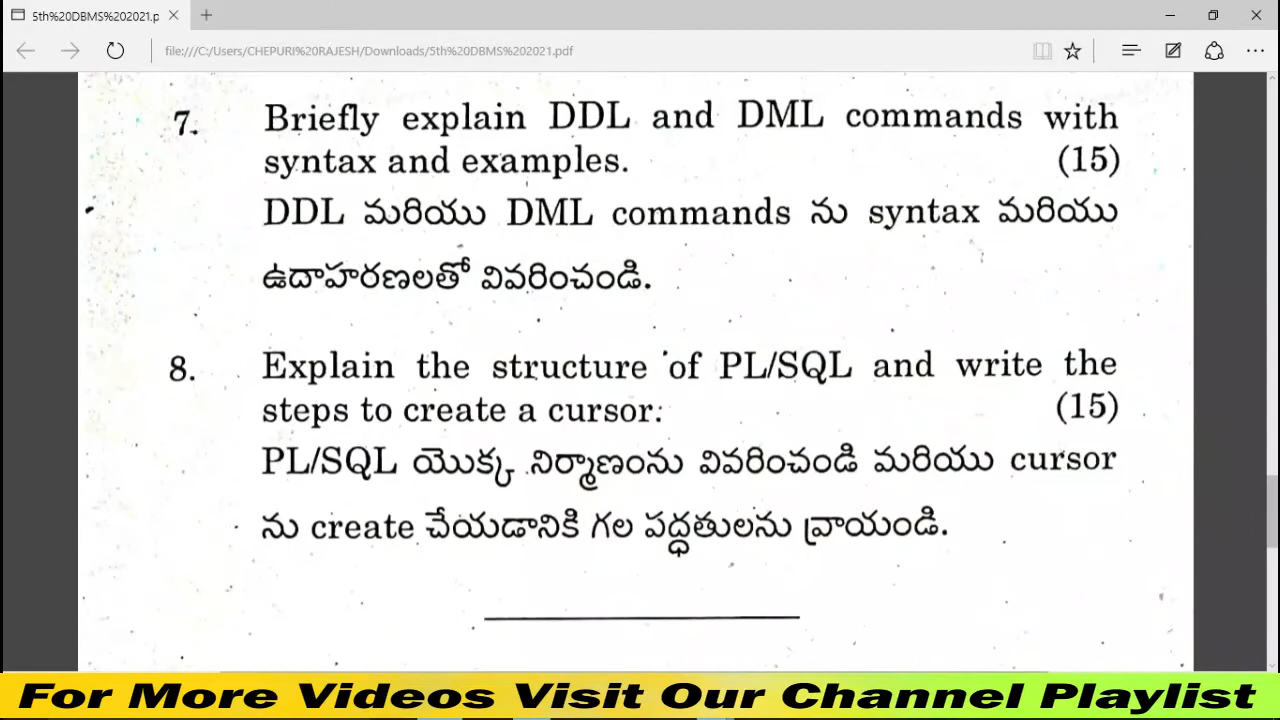 5th%20DBMS%202021.p
file:///C:/Users/CHEPURI%20RAJESH/Downloads/5th%20DBMS%202021.pdf
7. Briefly explain DDL and DML commands with
syntax and examples. (15)
DDL మరియు DML commands ను syntax మరియు
ఉదాహరణలతో వివరించండి.
8. Explain the structure of PL/SQL and write the
steps to create a cursor. (15)
PL/SQL యొక్క నిర్మాణంను వివరించండి మరియు cursor
ను create చేయడానికి గల పద్ధతులను వ్రాయండి.
For More Videos Visit Our Channel Playlist